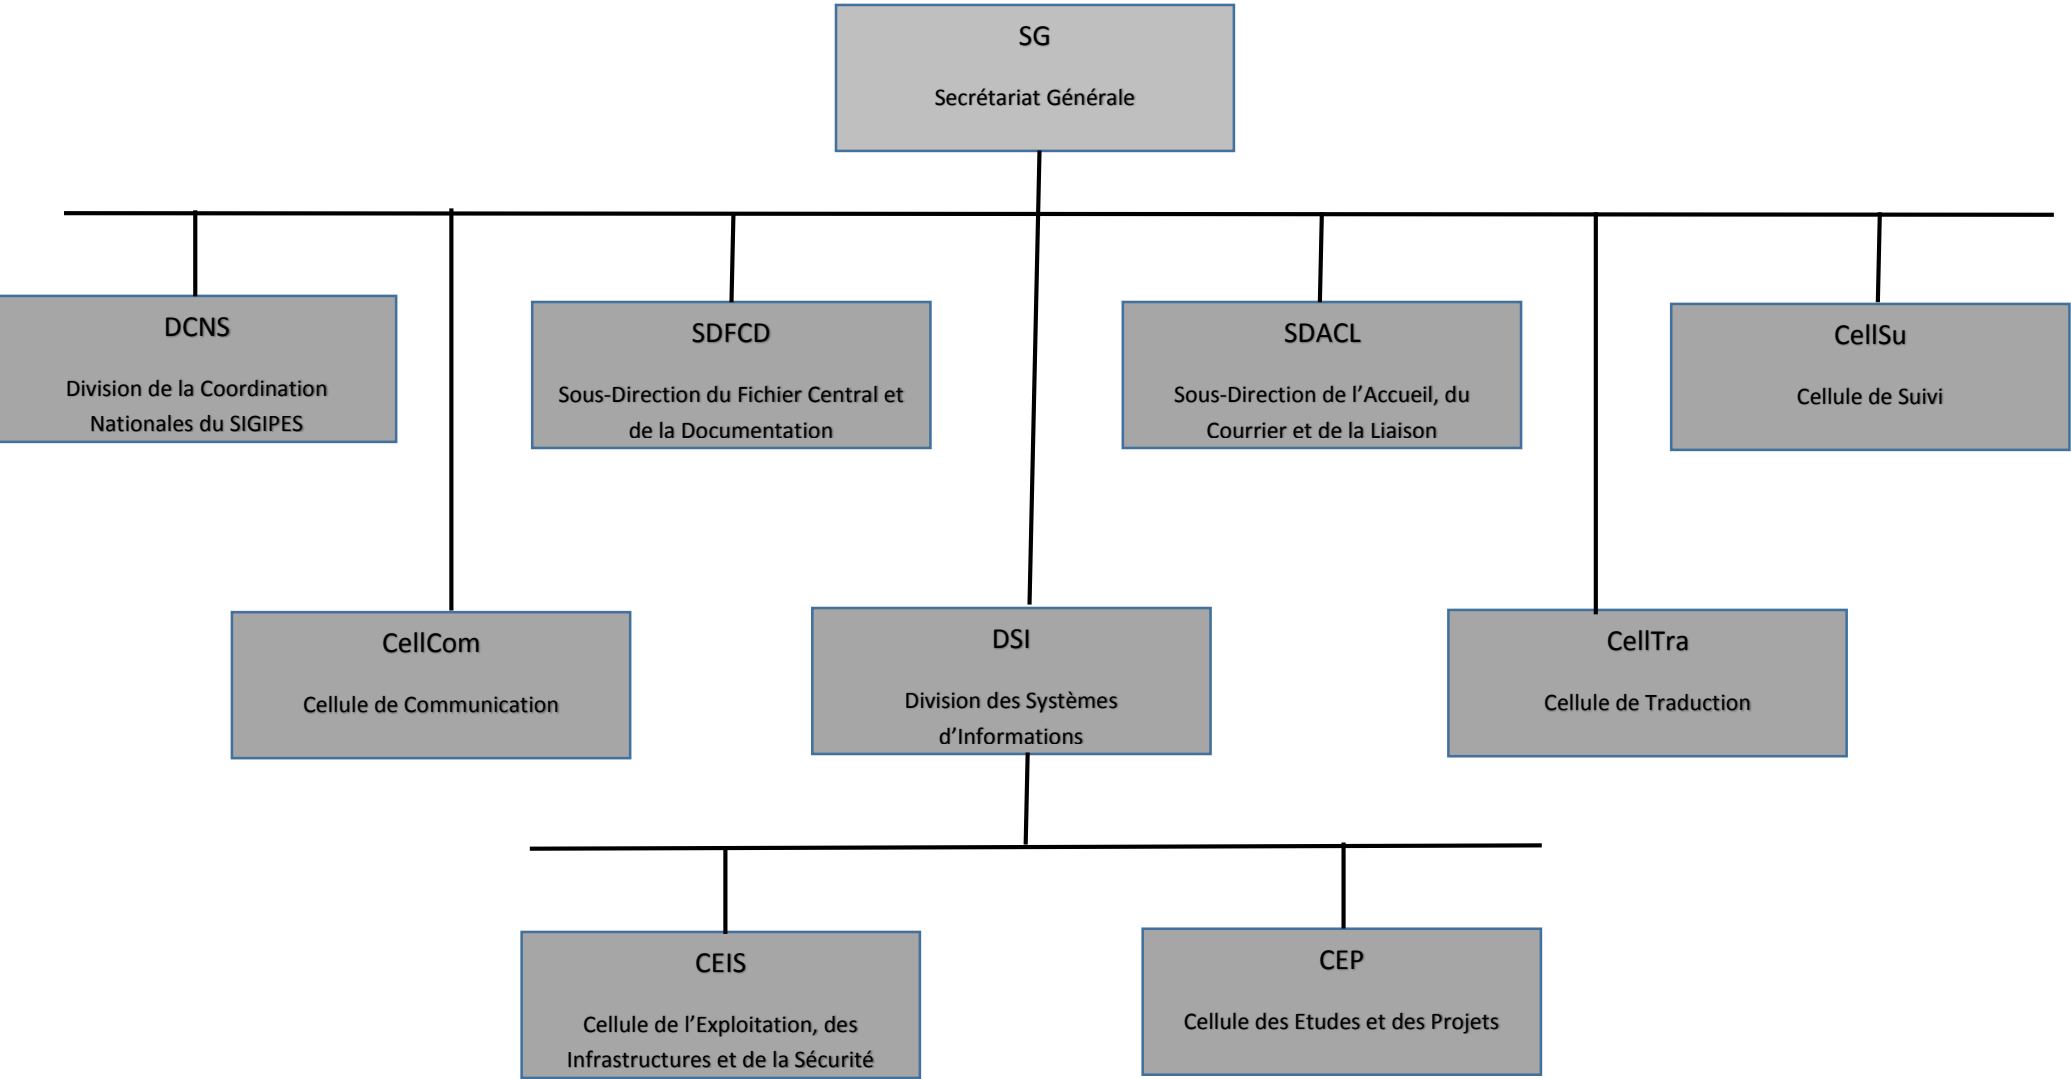 SG
Secrétariat Générale
DCNS
Division de la Coordination
Nationales du SIGIPES
SDFCD
Sous-Direction du Fichier Central et
de la Documentation
SDACL
Sous-Direction de l’Accueil, du
Courrier et de la Liaison
CellSu
Cellule de Suivi
CellCom
Cellule de Communication
DSI
Division des Systèmes
d’Informations
CellTra
Cellule de Traduction
CEIS
Cellule de l’Exploitation, des
Infrastructures et de la Sécurité
CEP
Cellule des Etudes et des Projets